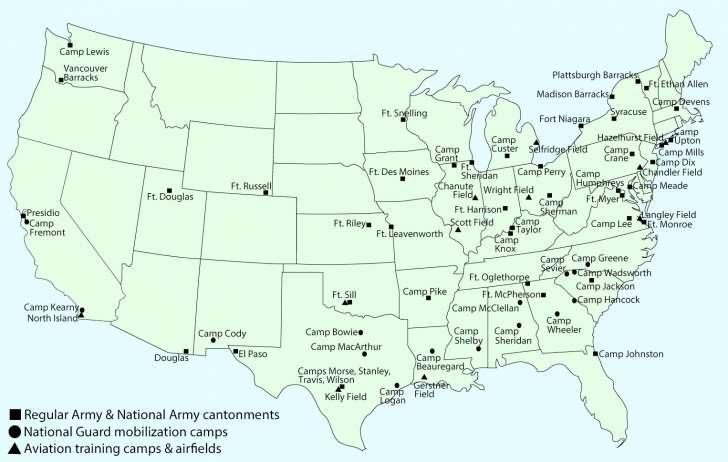 Camp Lewis
Vancouver
Barracks
Ft. Snelling
Plattsburgh Barracks
Ft. Ethan Allen
Madison Barracks
Camp Devens
Syracuse
Fort Niagara
Hazelhurst Field
Camp
Upton
Camp Mills
Camp
Custer
Selfridge Field
Camp
Grant
Ft.
Sheridan
Camp Perry
Camp
Crane
Camp Dix
Chandler Field
Ft. Des Moines
Chanute
Field
Wright Field
Camp
Humphreys
Camp Meade
Ft. Myer
Ft. Douglas
Ft. Russell
Ft. Harrison
Camp
Sherman
Presidio
Camp
Fremont
Ft. Riley
Ft. Leavenworth
Scott Field
Camp
Taylor
Camp
Knox
Camp Lee
Langley Field
Ft. Monroe
Camp
Sevier
Camp Greene
Camp Wadsworth
Ft. Oglethorpe
Camp Jackson
Ft. Sill
Camp Pike
Ft. McPherson
Camp Hancock
Camp McClellan
Camp Kearny
North Island
Camp Cody
Camp Bowie
Camp
Wheeler
Camp
Shelby
Camp
Sheridan
Douglas
El Paso
Camp MacArthur
Camp
Beauregard
Camp Johnston
Camps Morse, Stanley,
Travis, Wilson
Kelly Field
Camp
Logan
Gerstner
Field
Regular Army & National Army cantonments
National Guard mobilization camps
Aviation training camps & airfields